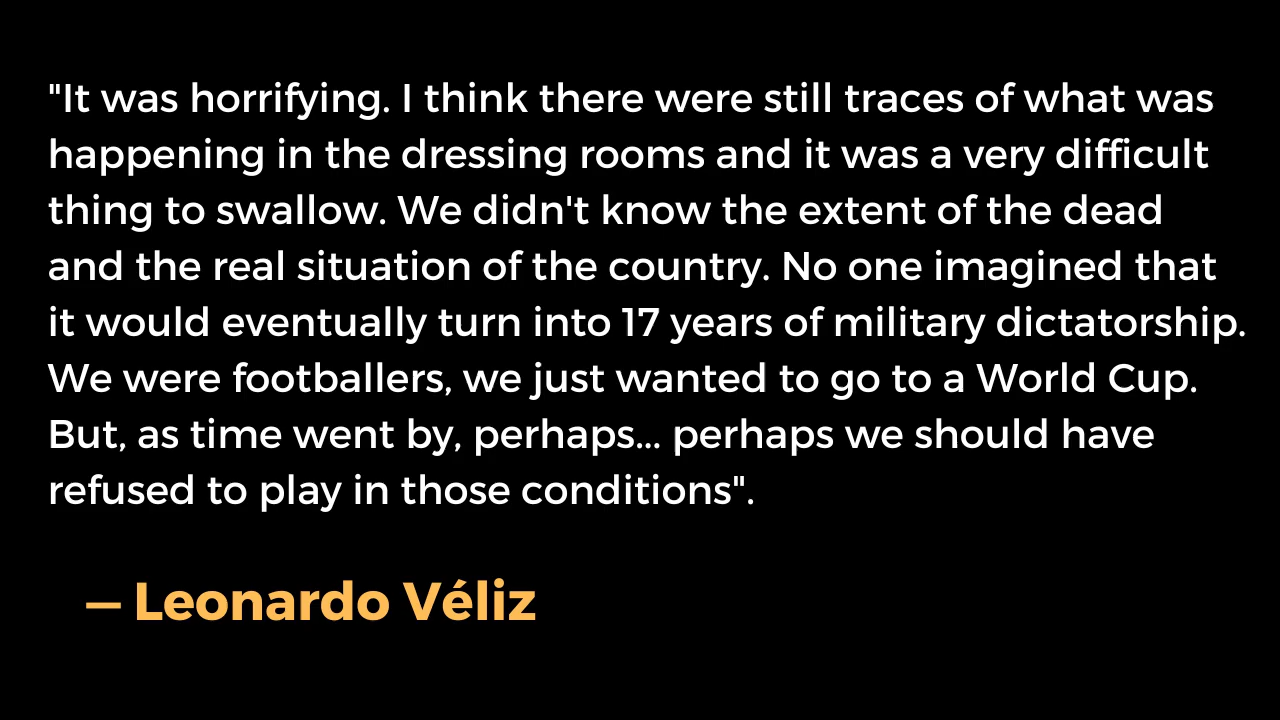 "It was horrifying. I think there were still traces of what was
happening in the dressing rooms and it was a very difficult
thing to swallow. We didn't know the extent of the dead
and the real situation of the country. No one imagined that
it would eventually turn into 17 years of military dictatorship.
We were footballers, we just wanted to go to a World Cup.
But, as time went by, perhaps... perhaps we should have
refused to play in those conditions".
— Leonardo Véliz